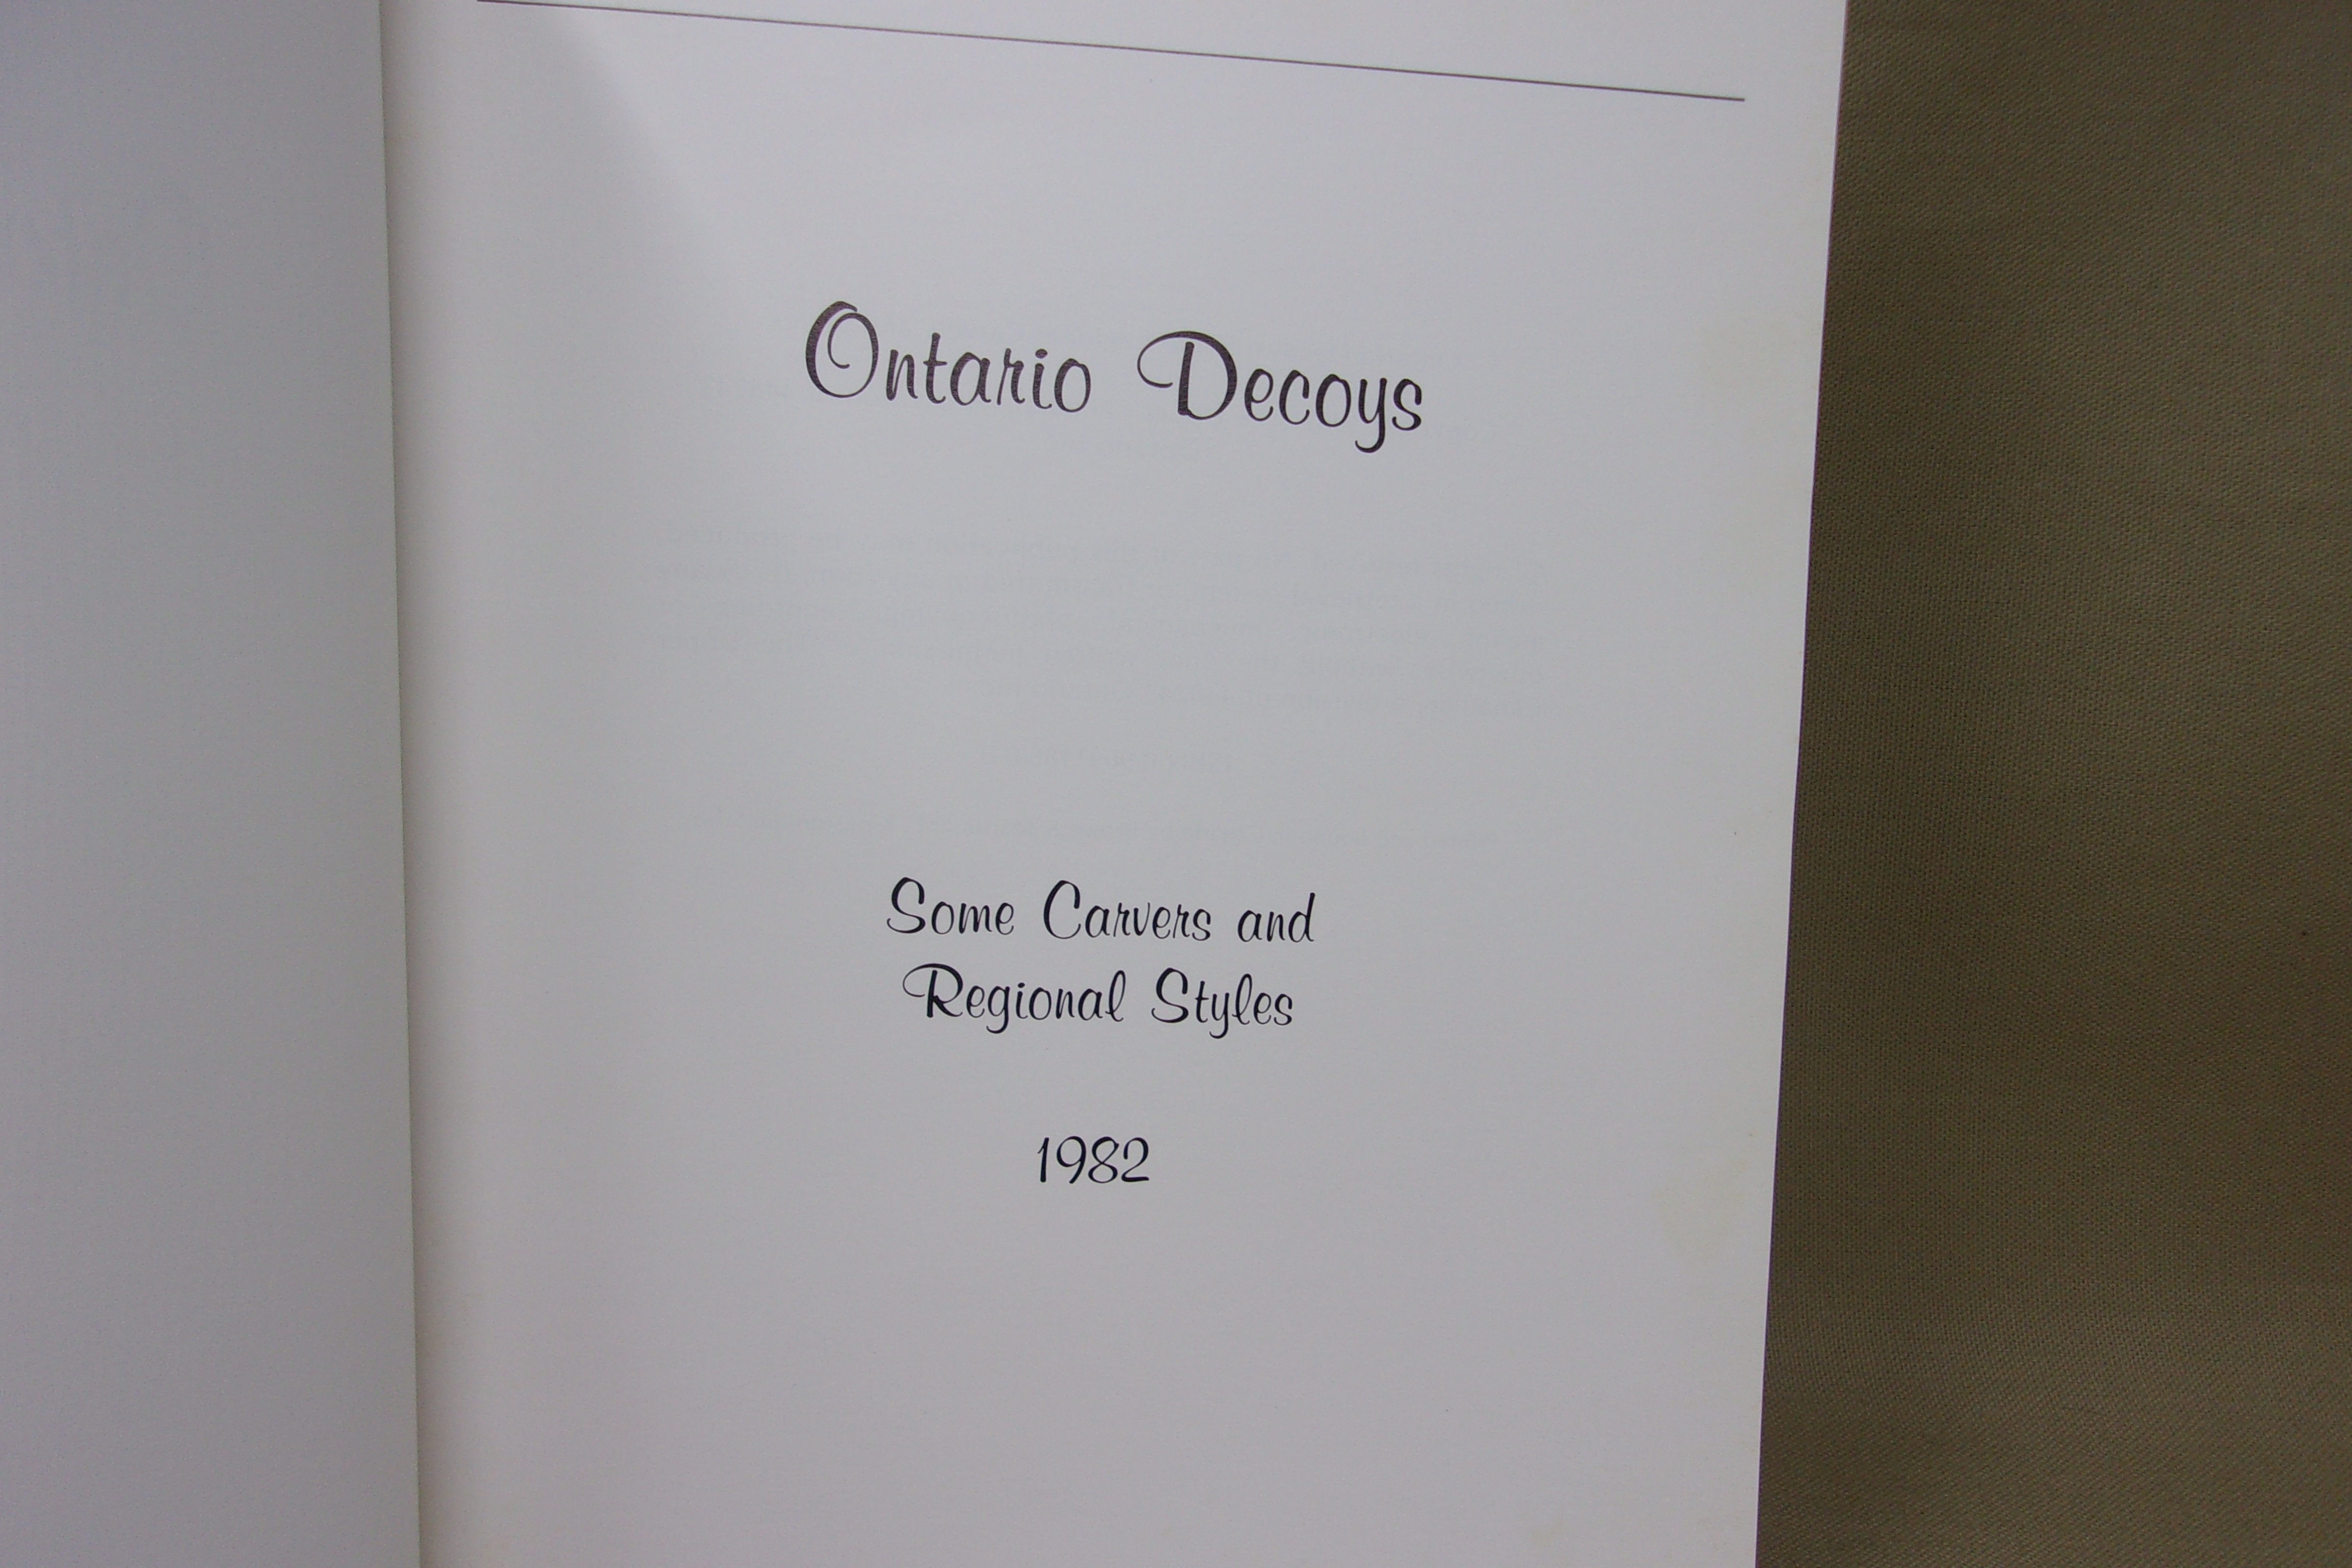 Ontario Decoys
Some Carvers and
Regional Styles
1982